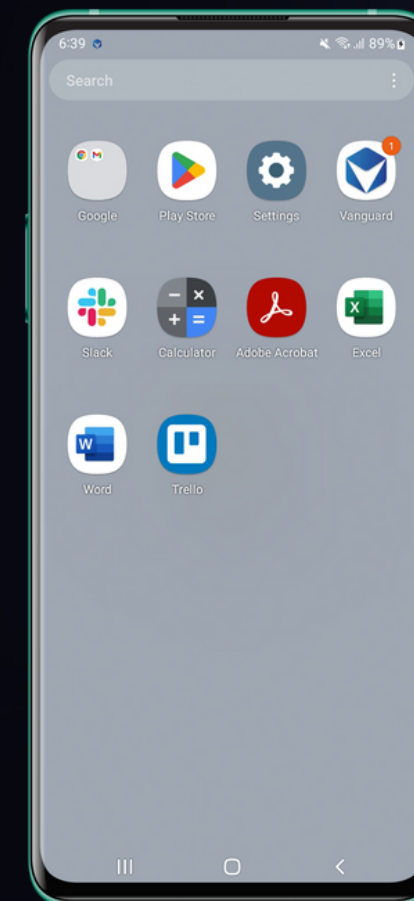 6:39 89%
Search
Google Play Store Settings Vanguard
1
Slack Calculator Adobe Acrobat Excel
X
Word Trello
W